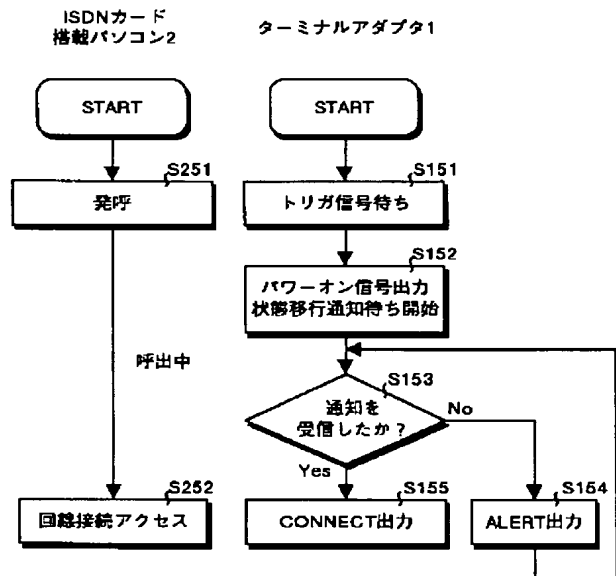 ISDNカード
搭載パソコン2
ターミナルアダプタ1
START
START
S251
発呼
S151
トリガ信号待ち
S152
パワーオン信号出力
状態移行通知待ち開始
呼出中
S153
通知を
受信したか?
No
Yes
S252
回線接続アクセス
S155
CONNECT出力
S154
ALERT出力